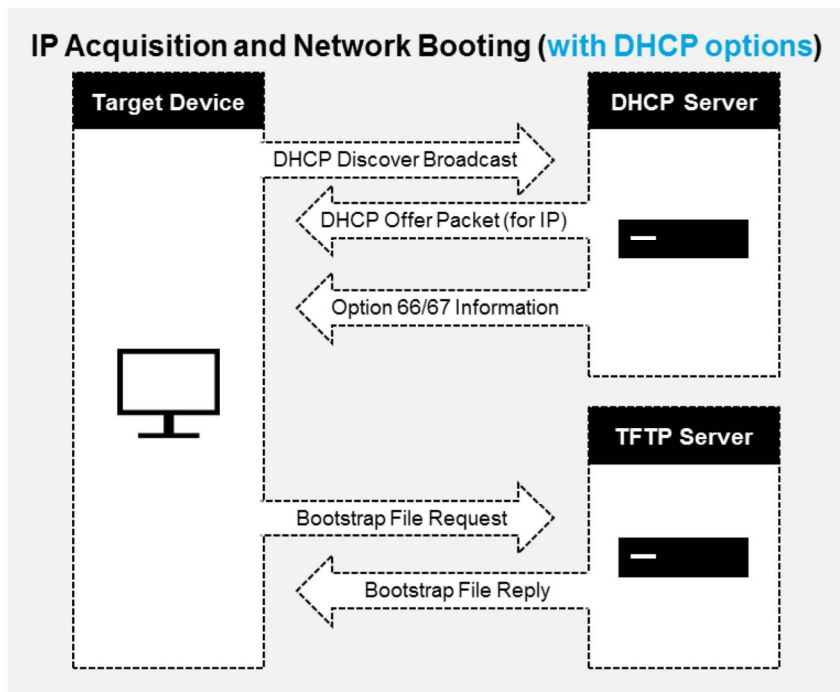 IP Acquisition and Network Booting (with DHCP options)
Target Device
DHCP Server
DHCP Discover Broadcast
DHCP Offer Packet (for IP)
Option 66/67 Information
TFTP Server
Bootstrap File Request
Bootstrap File Reply